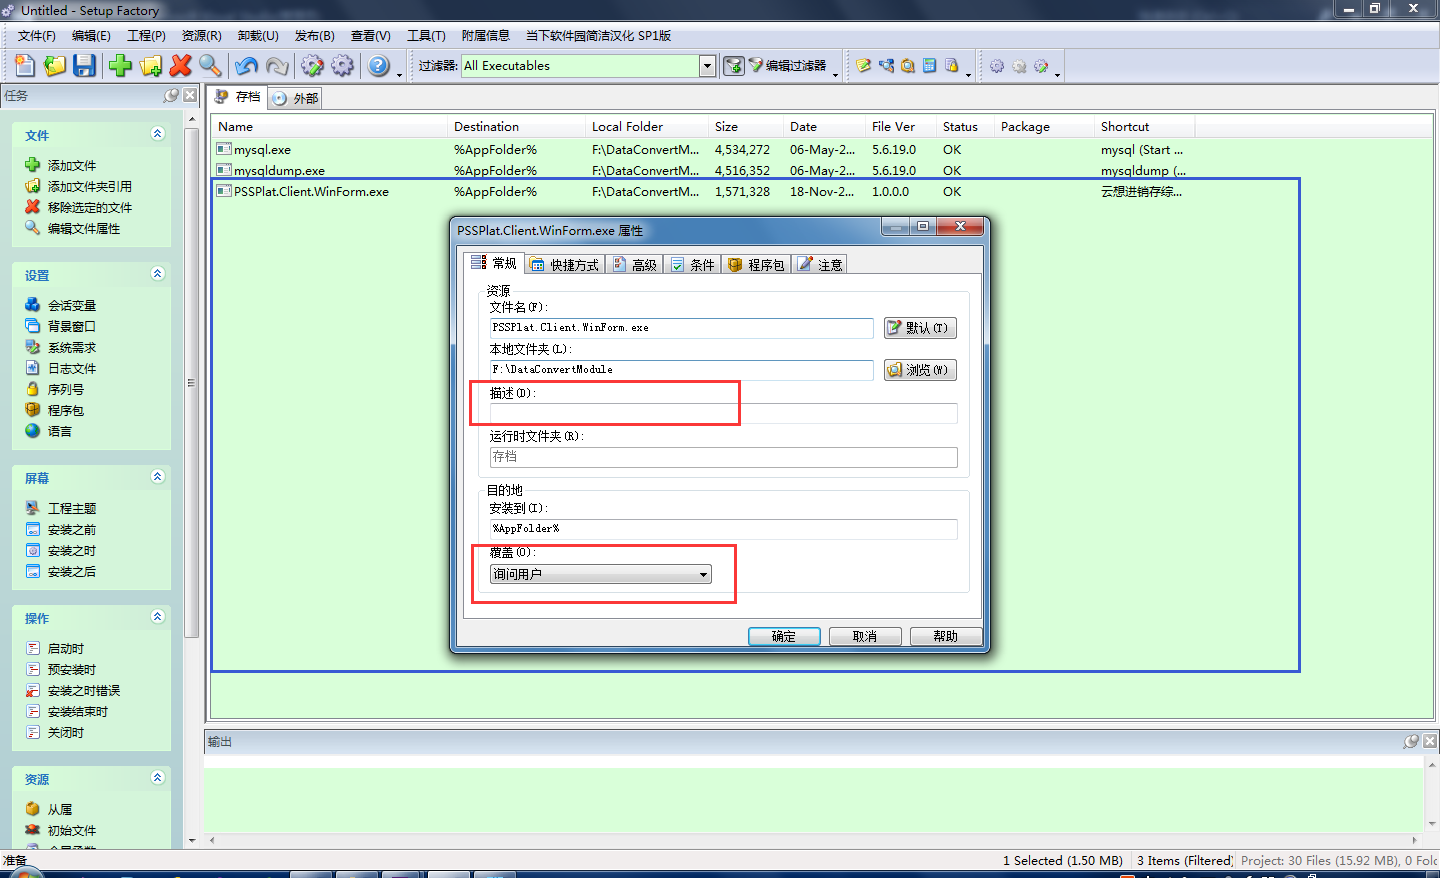 Untitled - Setup Factory
文件(F) 编辑(E) 工程(P) 资源(R) 卸载(U) 发布(B) 查看(V) 工具(T) 附属信息 当下软件园简洁汉化 SP1版
过滤器: All Executables 编辑过滤器
任务
存档 外部
文件
添加文件
添加文件夹引用
移除选定的文件
编辑文件属性
设置
会话变量
背景窗口
系统需求
日志文件
序列号
程序包
语言
屏幕
工程主题
安装之前
安装之时
安装之后
操作
启动时
预安装时
安装之时错误
安装结束时
关闭时
资源
从属
初始文件
Name Destination Local Folder Size Date File Ver Status Package Shortcut
mysql.exe %AppFolder% F:\DataConvertM... 4,534,272 06-May-2... 5.6.19.0 OK mysql (Start ...
mysqldump.exe %AppFolder% F:\DataConvertM... 4,516,352 06-May-2... 5.6.19.0 OK mysqldump (...
PSSPlat.Client.WinForm.exe %AppFolder% F:\DataConvertM... 1,571,328 18-Nov-2... 1.0.0.0 OK 云想进销存综...
PSSPlat.Client.WinForm.exe 属性
常规 快捷方式 高级 条件 程序包 注意
资源
文件名(F):
PSSPlat.Client.WinForm.exe 默认(T)
本地文件夹(L):
F:\DataConvertModule 浏览(W)
描述(D):
运行时文件夹(R):
存档
目的地
安装到(I):
%AppFolder%
覆盖(O):
询问用户
确定 取消 帮助
输出
准备 1 Selected (1.50 MB) 3 Items (Filtered) Project: 30 Files (15.92 MB), 0 Fold